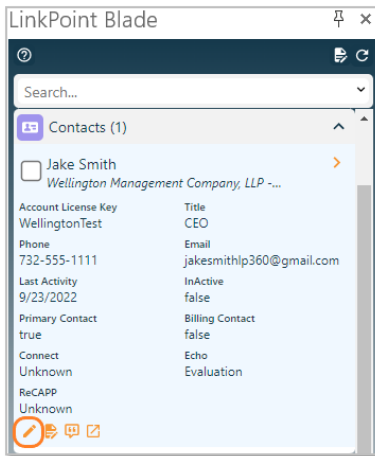 LinkPoint Blade
Search...
Contacts (1)
Jake Smith
Wellington Management Company, LLP -...
Account License Key Title
WellingtonTest CEO
Phone Email
732-555-1111 jakesmithlp360@gmail.com
Last Activity InActive
9/23/2022 false
Primary Contact Billing Contact
true false
Connect Echo
Unknown Evaluation
ReCAPP
Unknown